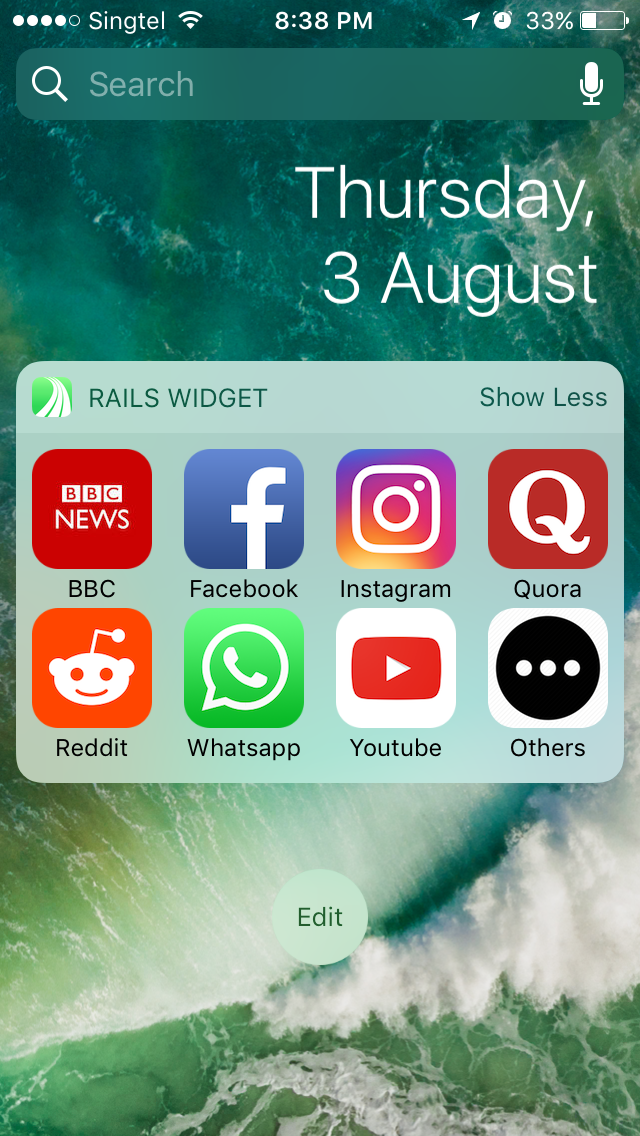 Singtel 8:38 PM 33%
Search
Thursday,
3 August
RAILS WIDGET Show Less
BBC
NEWS
BBC Facebook Instagram Quora
Reddit Whatsapp Youtube Others
Edit